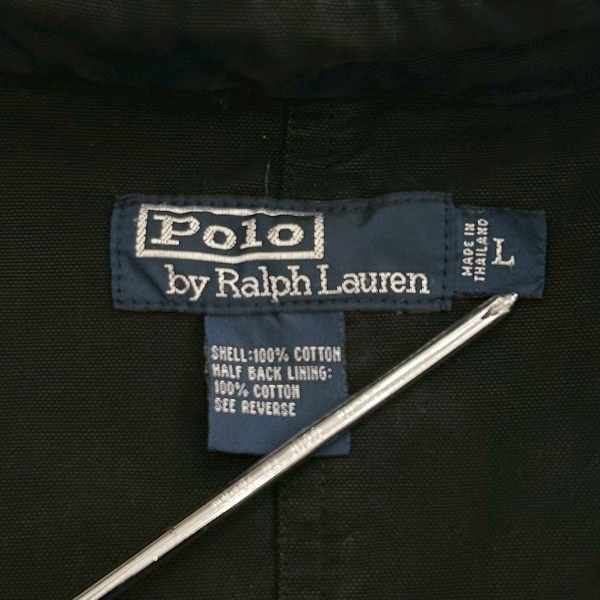 Polo
by Ralph Lauren
MADE IN
THAILAND
L
SHELL:100% COTTON
HALF BACK LINING:
100% COTTON
SEE REVERSE